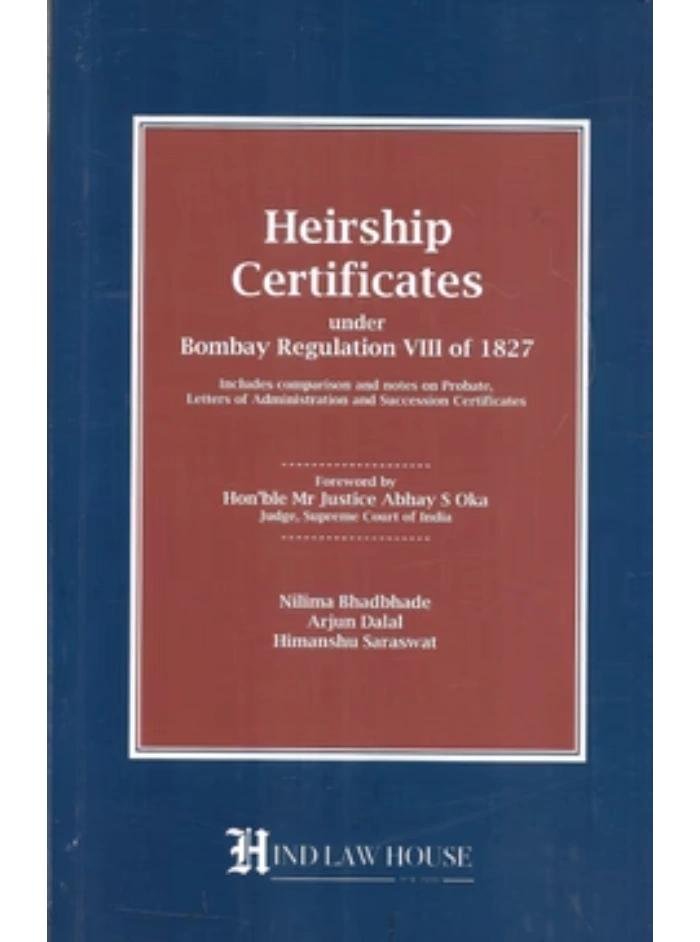 Heirship
Certificates
under
Bombay Regulation VIII of 1827
Includes comparison and notes on Probate,
Letters of Administration and Succession Certificates
Foreword by
Hon'ble Mr Justice Abhay S Oka
Judge, Supreme Court of India
Nilima Bhadbhade
Arjun Dalal
Himanshu Saraswat
HIND LAW HOUSE